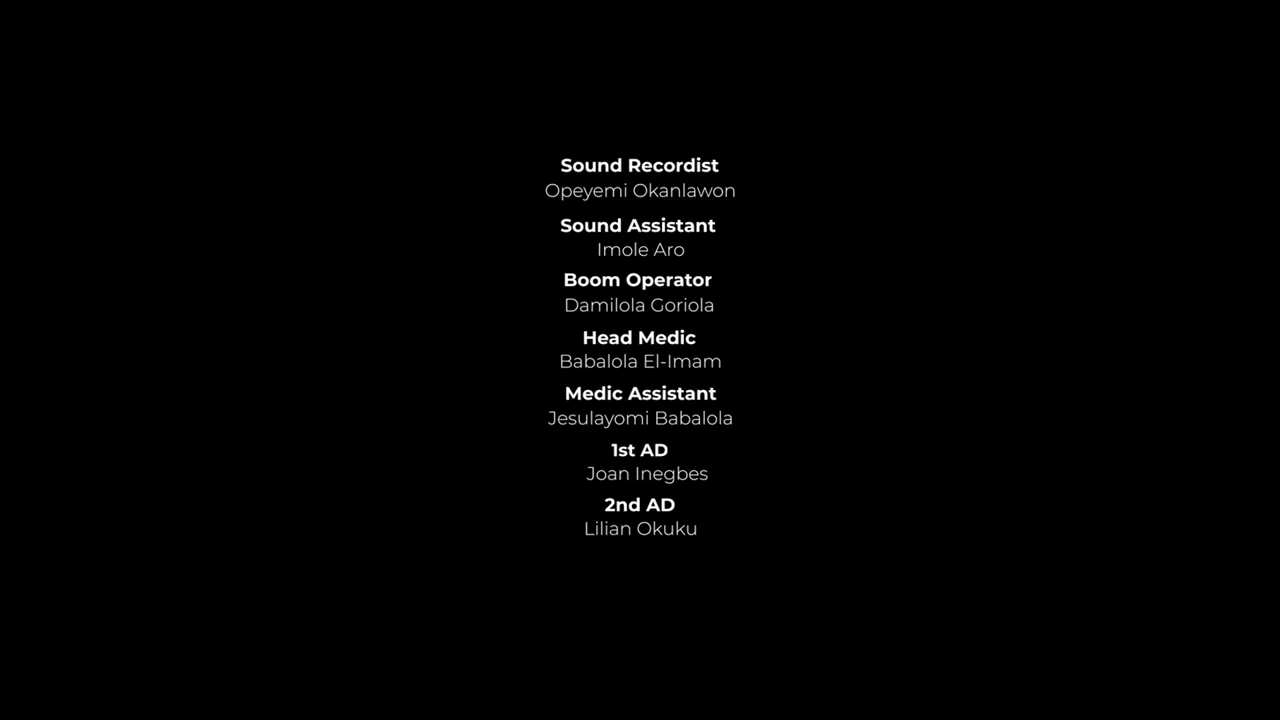 Sound Recordist
Opeyemi Okanlawon
Sound Assistant
Imole Aro
Boom Operator
Damilola Goriola
Head Medic
Babalola El-Imam
Medic Assistant
Jesulayomi Babalola
1st AD
Joan Inegbes
2nd AD
Lilian Okuku